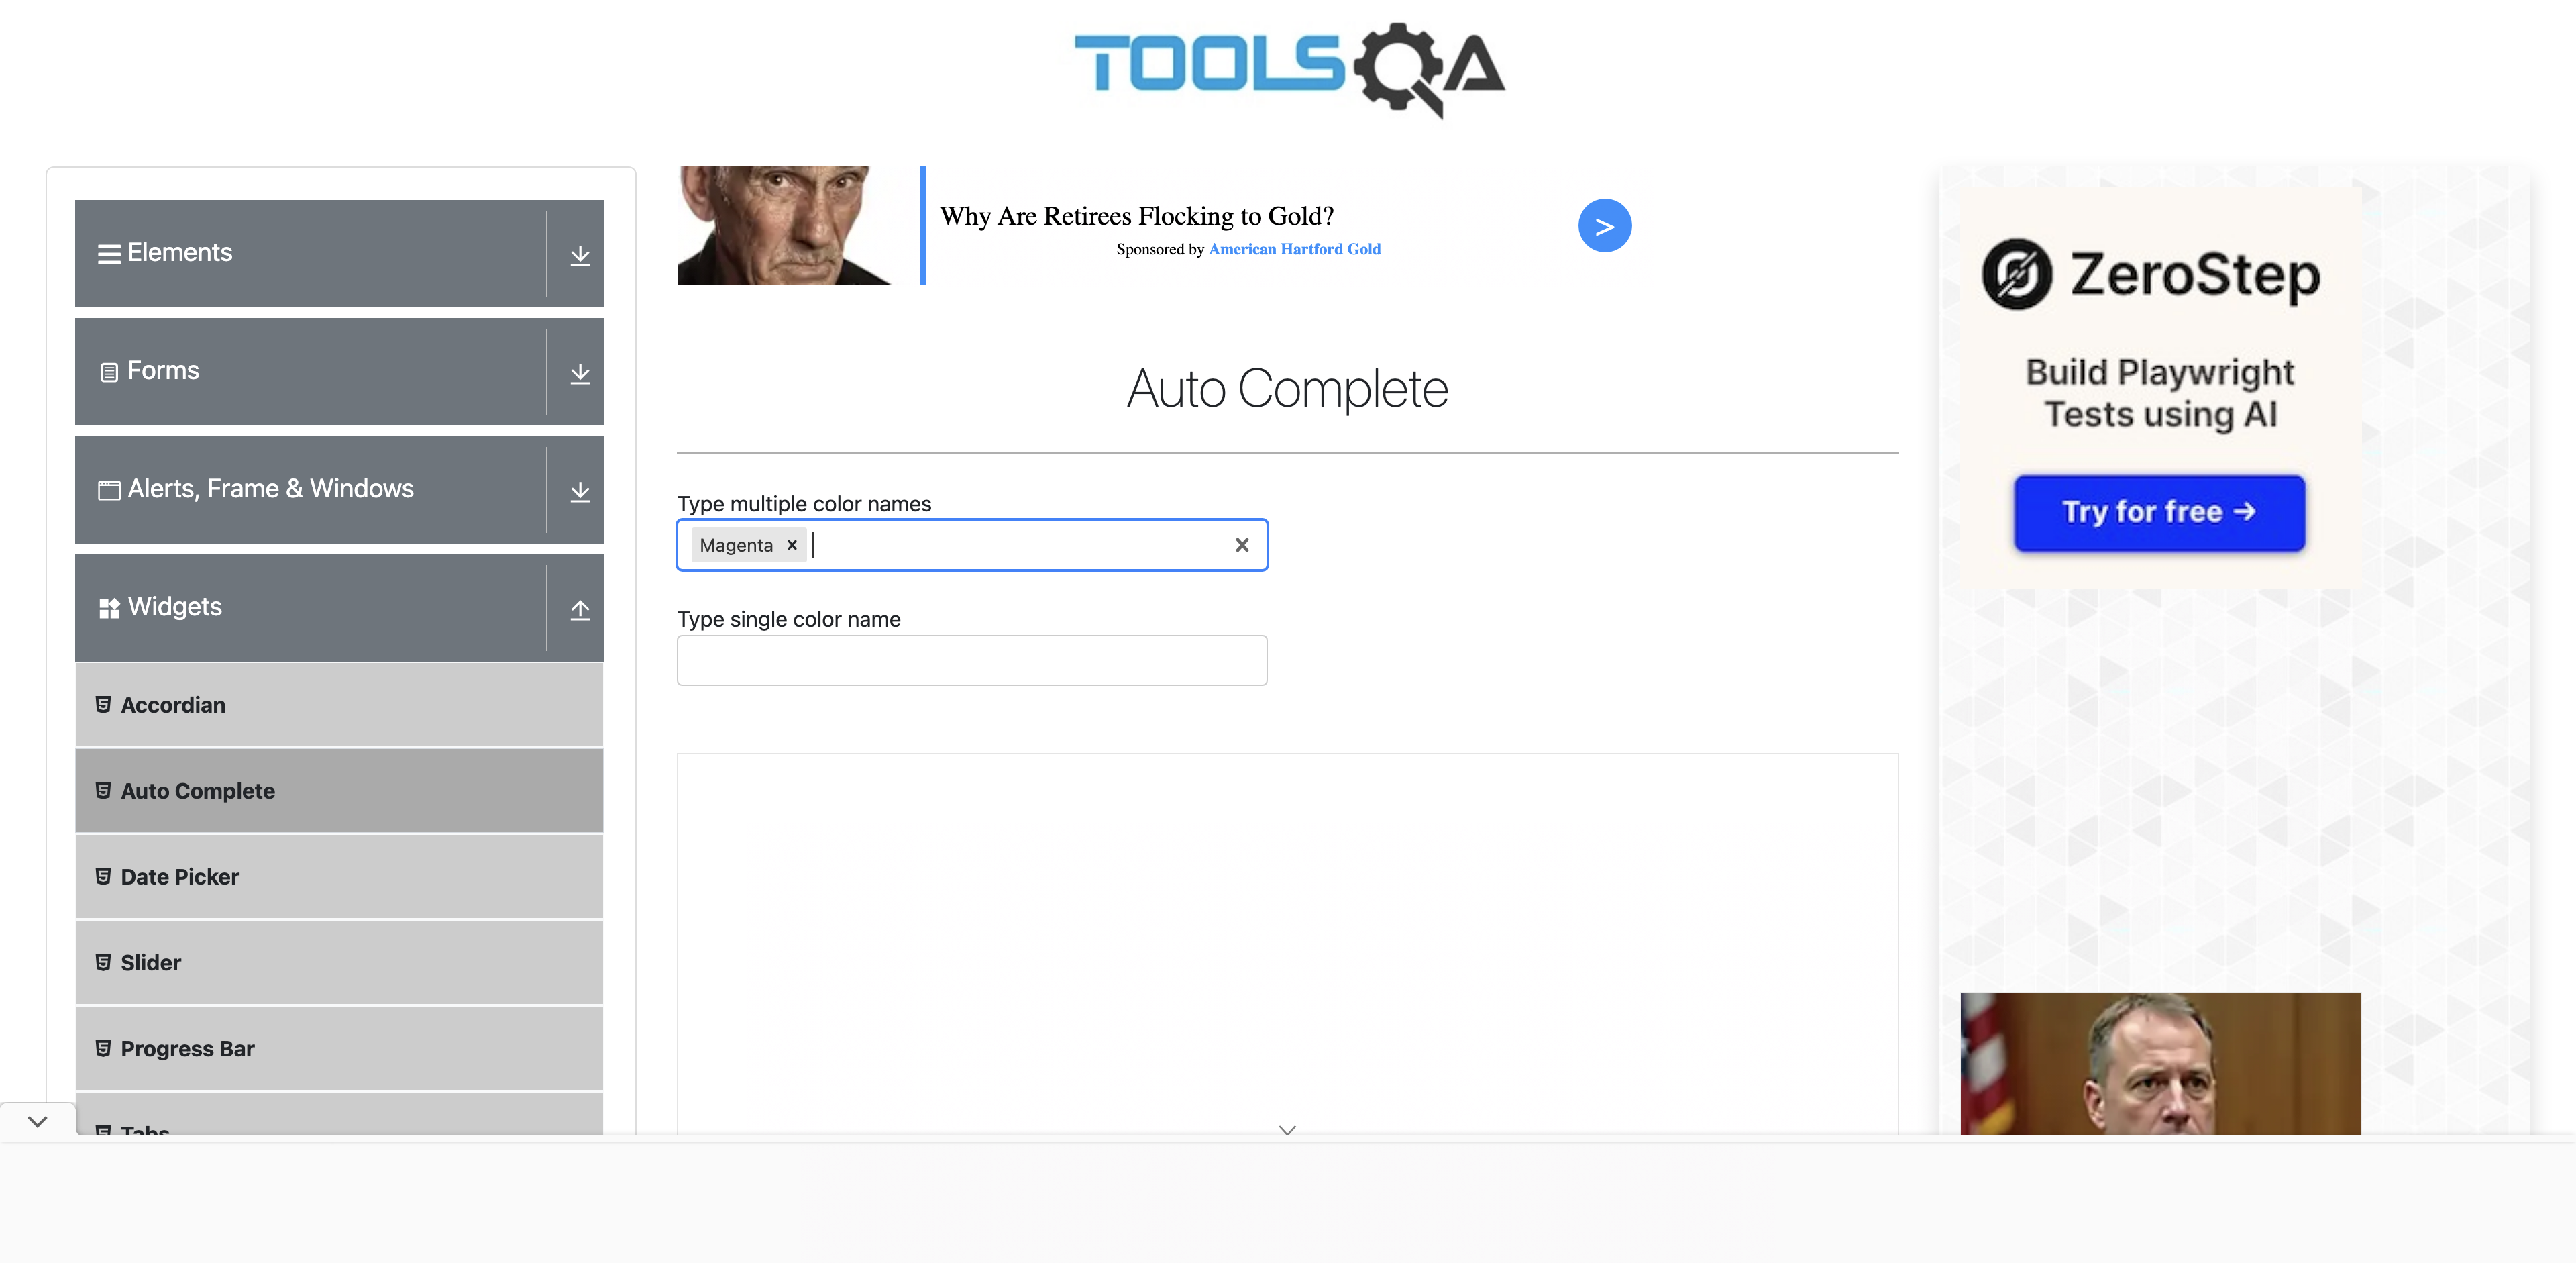 TOOLSQA
Elements
Forms
Alerts, Frame & Windows
Widgets
Accordian
Auto Complete
Date Picker
Slider
Progress Bar
Tabs
Why Are Retirees Flocking to Gold?
Sponsored by American Hartford Gold
>
Auto Complete
Type multiple color names
Magenta ×
Type single color name
ZeroStep
Build Playwright
Tests using AI
Try for free →